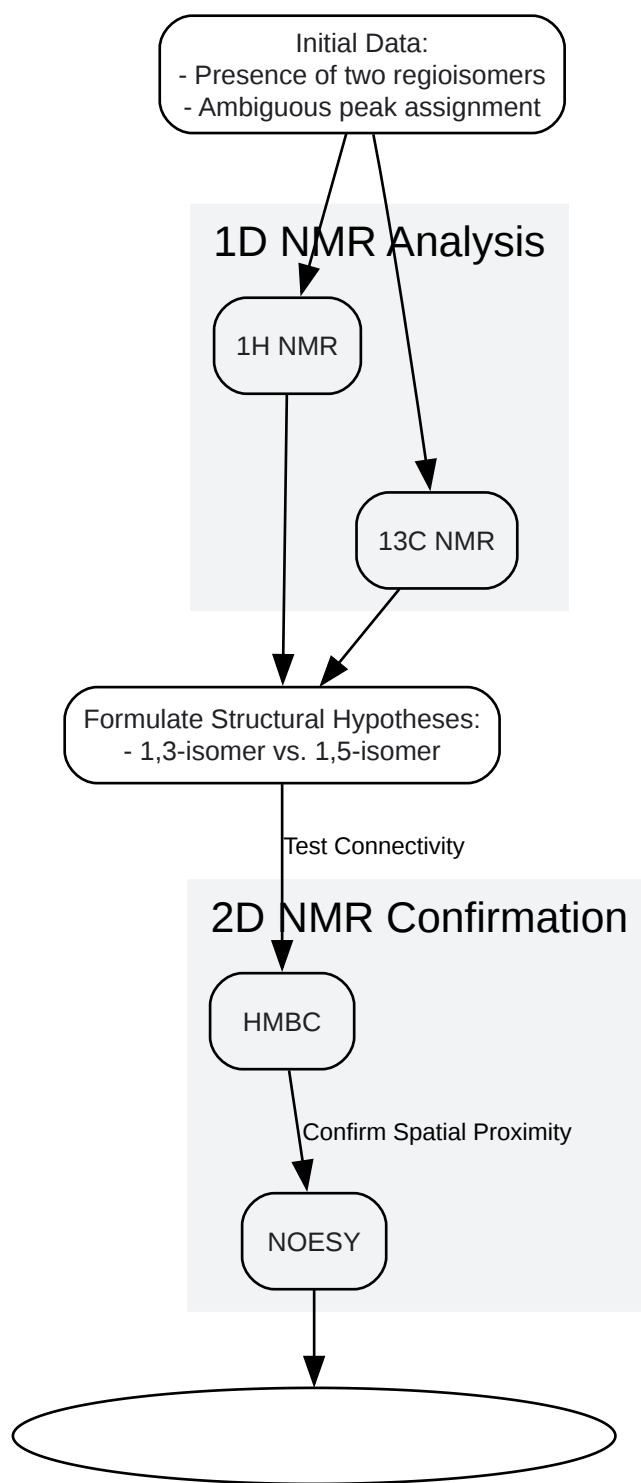 Initial Data:
- Presence of two regioisomers
- Ambiguous peak assignment
1D NMR Analysis
1H NMR
13C NMR
Formulate Structural Hypotheses:
- 1,3-isomer vs. 1,5-isomer
Test Connectivity
2D NMR Confirmation
HMBC
Confirm Spatial Proximity
NOESY